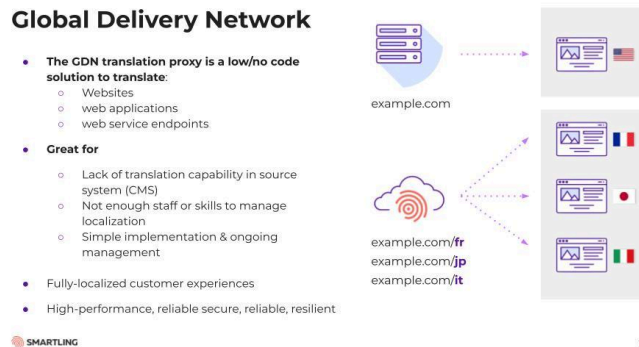 Global Delivery Network
The GDN translation proxy is a low/no code
solution to translate:
Websites
web applications
web service endpoints
Great for
Lack of translation capability in source
system (CMS)
Not enough staff or skills to manage
localization
Simple implementation & ongoing
management
Fully-localized customer experiences
High-performance, reliable secure, reliable, resilient
example.com
example.com/fr
example.com/jp
example.com/it
SMARTLING